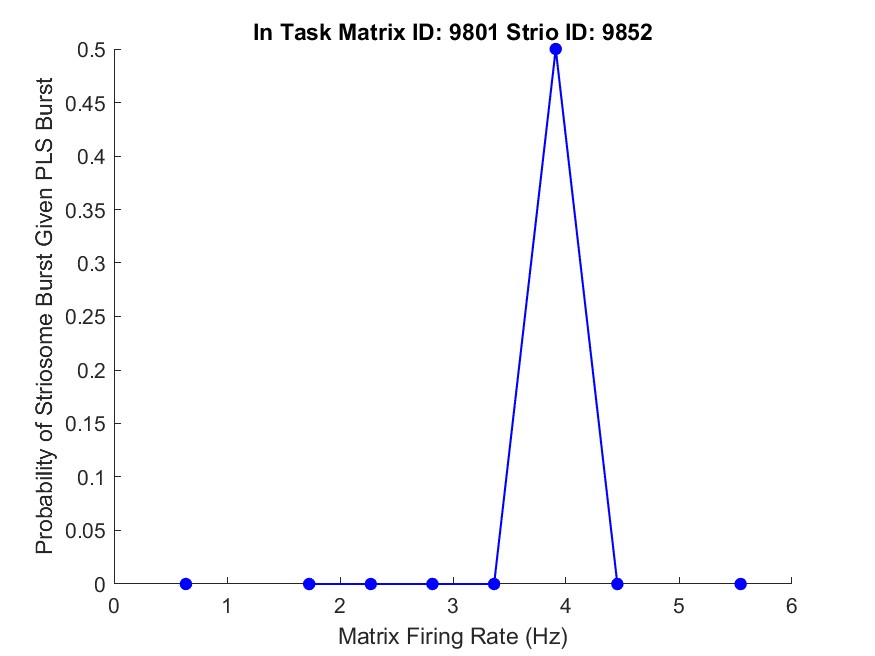 In Task Matrix ID: 9801 Strio ID: 9852
Probability of Striosome Burst Given PLS Burst
0.5
0.45
0.4
0.35
0.3
0.25
0.2
0.15
0.1
0.05
0
0 1 2 3 4 5 6
Matrix Firing Rate (Hz)